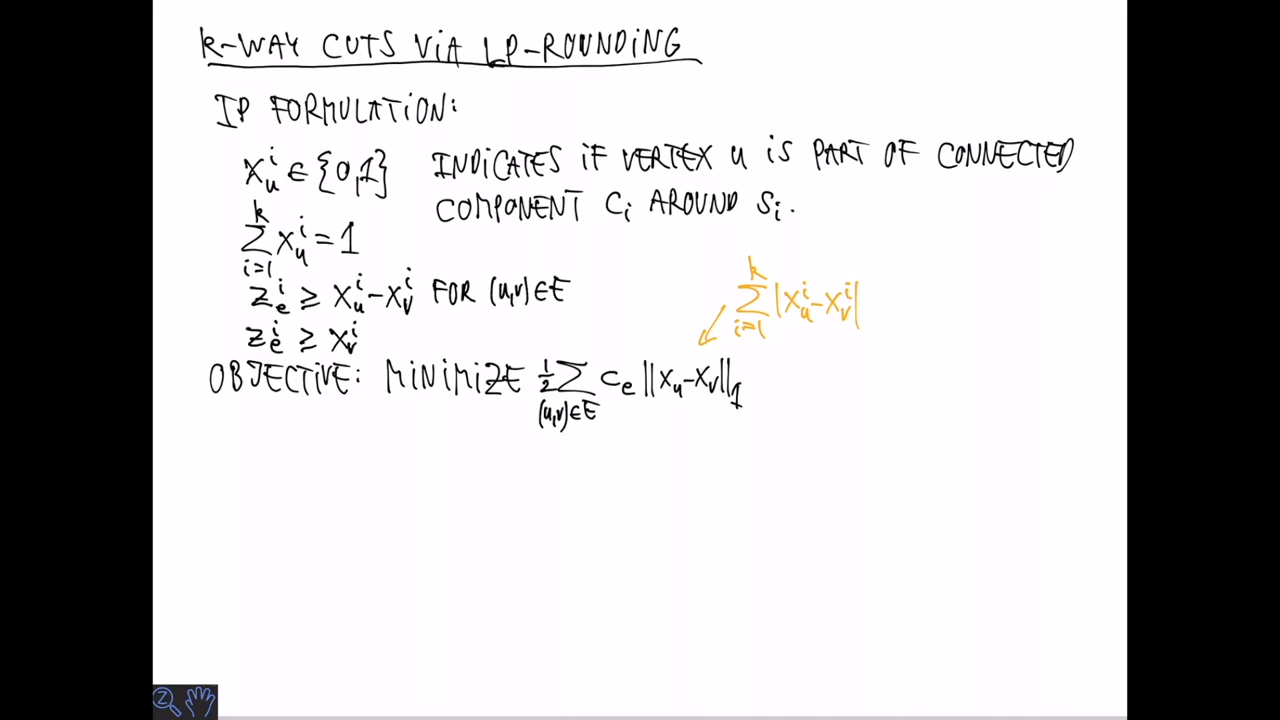 k-WAY CUTS VIA LP-ROUNDING
IP FORMULATION:
x_u^i ∈ {0,1} INDICATES IF VERTEX u IS PART OF CONNECTED
COMPONENT C_i AROUND S_i.
∑_{i=1}^k x_u^i = 1
z_e^i ≥ x_u^i - x_v^i FOR (u,v)∈E
∑_{i=1}^k |x_u^i - x_v^i|
z_e^i ≥ x_v^i
OBJECTIVE: MINIMIZE 1/2 ∑_{(u,v)∈E} c_e ||x_u - x_v||_1
Z